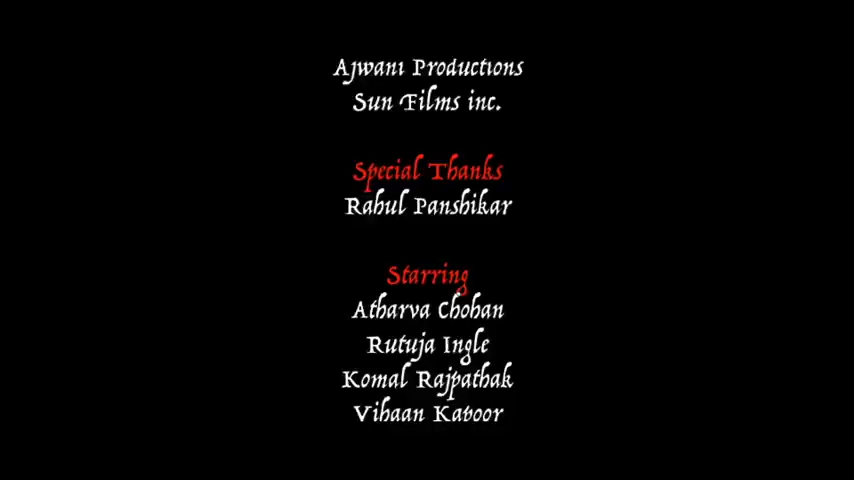 Ajwani Productions
Sun Films inc.
Special Thanks
Rahul Panshikar
Starring
Atharva Chohan
Rutuja Ingle
Komal Rajpathak
Vihaan Kapoor